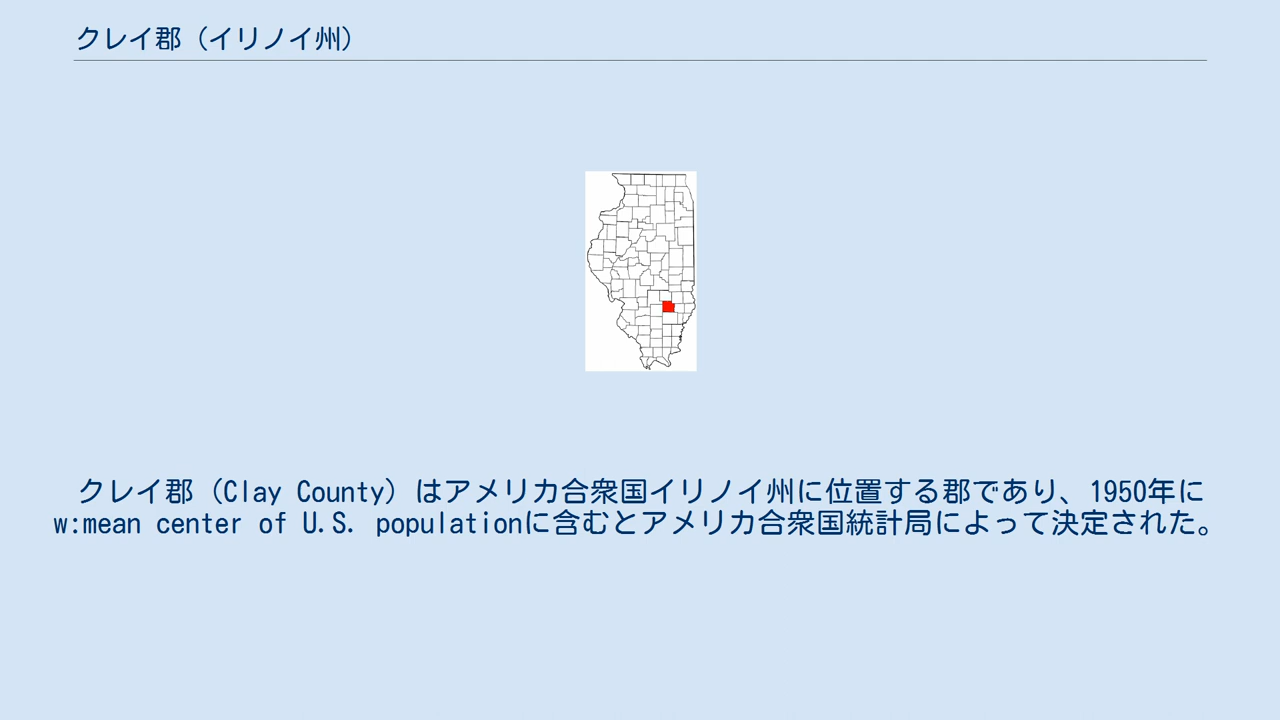 クレイ郡（イリノイ州）
クレイ郡（Clay County）はアメリカ合衆国イリノイ州に位置する郡であり、1950年に
w:mean center of U.S. populationに含むとアメリカ合衆国統計局によって決定された。